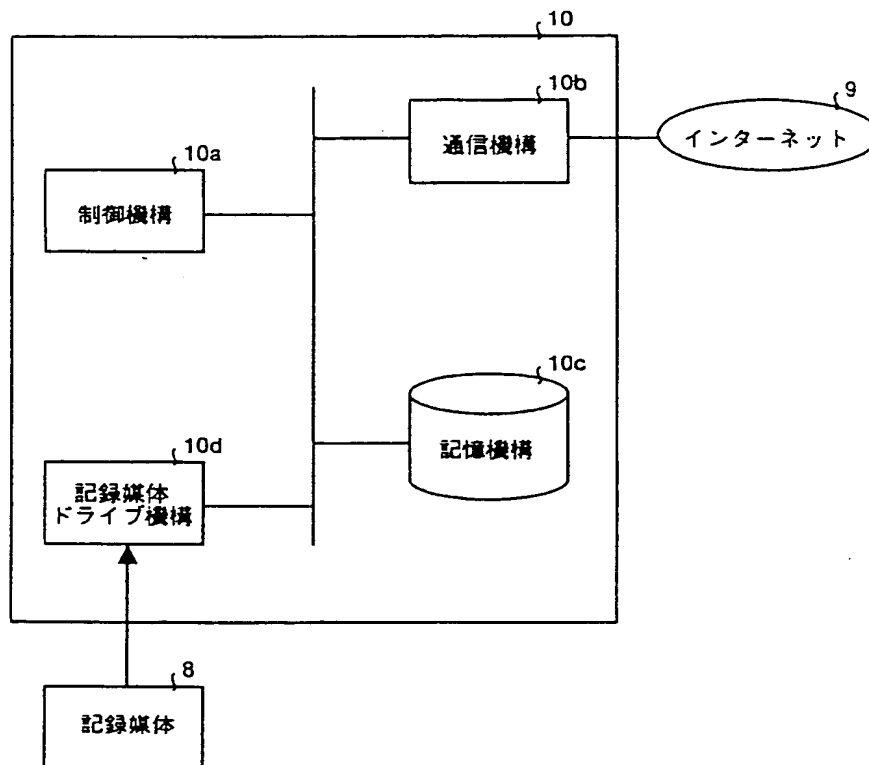 10
10b
通信機構
9
インターネット
10a
制御機構
10c
記憶機構
10d
記録媒体
ドライブ機構
8
記録媒体